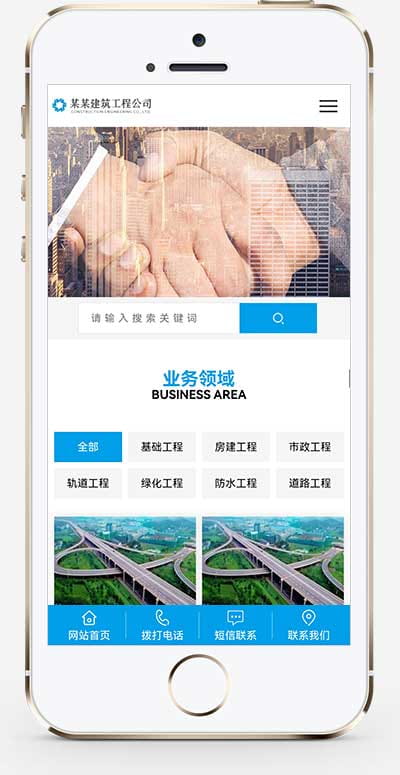 某某建筑工程公司
CONSTRUCTION ENGINEERING CO., LTD.
请输入搜索关键词
业务领域
BUSINESS AREA
全部 基础工程 房建工程 市政工程
轨道工程 绿化工程 防水工程 道路工程
网站首页 拨打电话 短信联系 联系我们